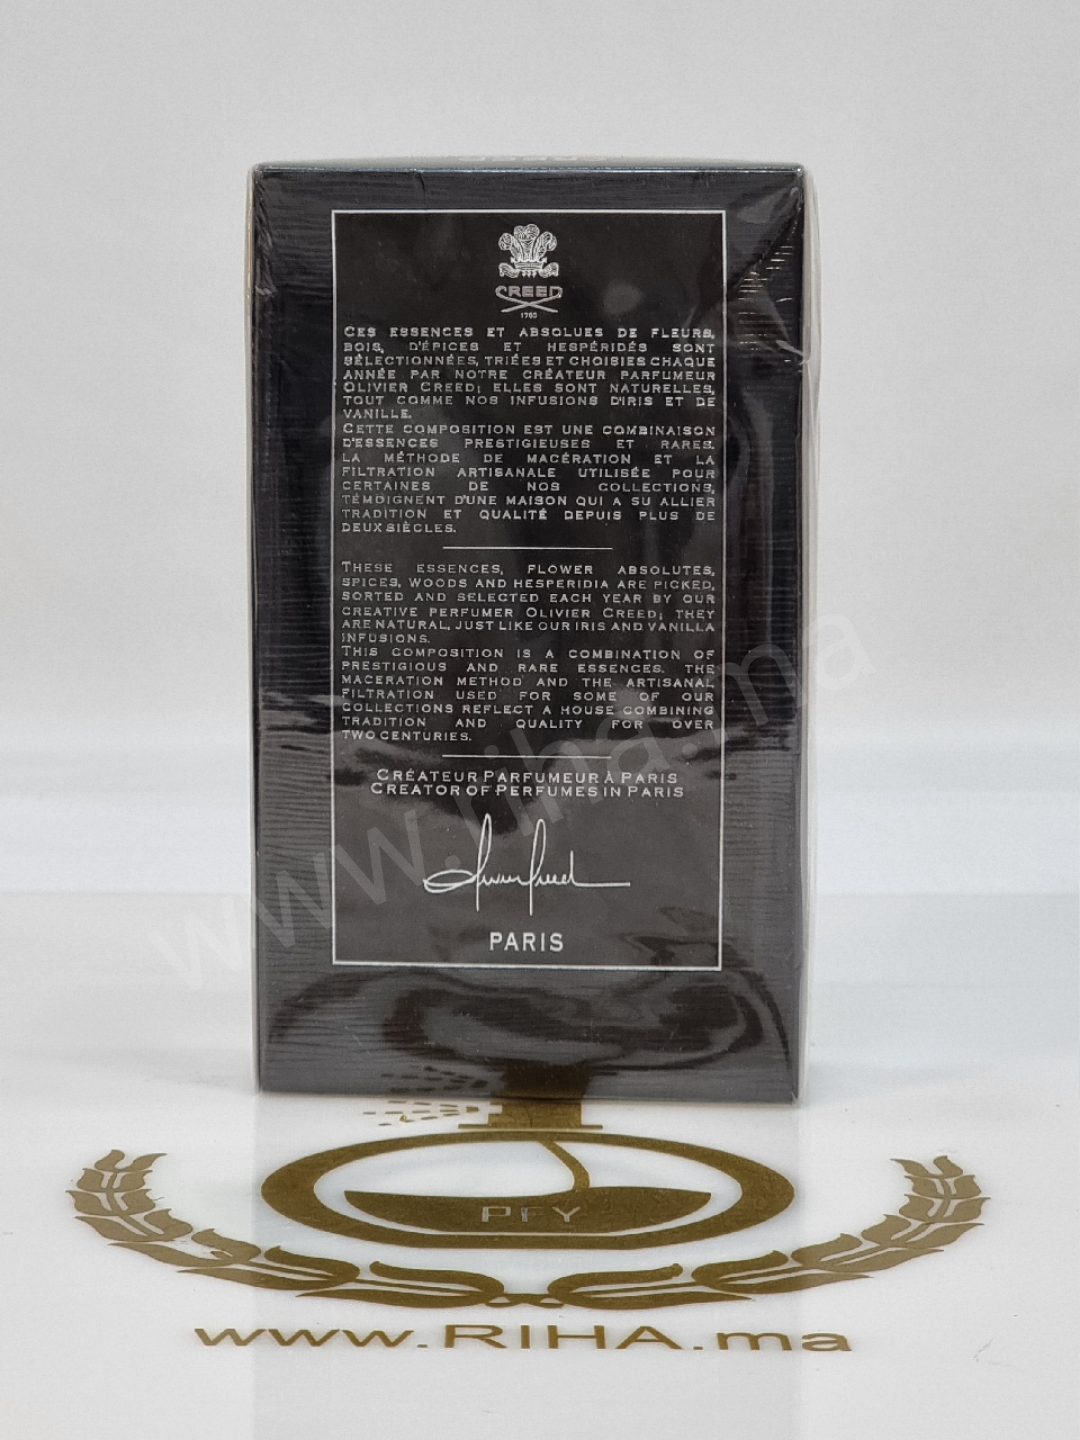 CREED
1760
CES ESSENCES ET ABSOLUES DE FLEURS,
BOIS, D'ÉPICES ET HESPÉRIDÉS SONT
SÉLECTIONNÉES, TRIÉES ET CHOISIES CHAQUE
ANNÉE PAR NOTRE CRÉATEUR PARFUMEUR
OLIVIER CREED; ELLES SONT NATURELLES,
TOUT COMME NOS INFUSIONS D'IRIS ET DE
VANILLE.
CETTE COMPOSITION EST UNE COMBINAISON
D'ESSENCES PRESTIGIEUSES ET RARES.
LA MÉTHODE DE MACÉRATION ET LA
FILTRATION ARTISANALE UTILISÉE POUR
CERTAINES DE NOS COLLECTIONS,
TÉMOIGNENT D'UNE MAISON QUI A SU ALLIER
TRADITION ET QUALITÉ DEPUIS PLUS DE
DEUX SIÈCLES.
THESE ESSENCES, FLOWER ABSOLUTES,
SPICES, WOODS AND HESPERIDIA ARE PICKED,
SORTED AND SELECTED EACH YEAR BY OUR
CREATIVE PERFUMER OLIVIER CREED; THEY
ARE NATURAL, JUST LIKE OUR IRIS AND VANILLA
INFUSIONS.
THIS COMPOSITION IS A COMBINATION OF
PRESTIGIOUS AND RARE ESSENCES. THE
MACERATION METHOD AND THE ARTISANAL
FILTRATION USED FOR SOME OF OUR
COLLECTIONS REFLECT A HOUSE COMBINING
TRADITION AND QUALITY FOR OVER
TWO CENTURIES.
CRÉATEUR PARFUMEUR À PARIS
CREATOR OF PERFUMES IN PARIS
Olivier Creed
PARIS
www.riha.ma
PFY
www.RIHA.ma